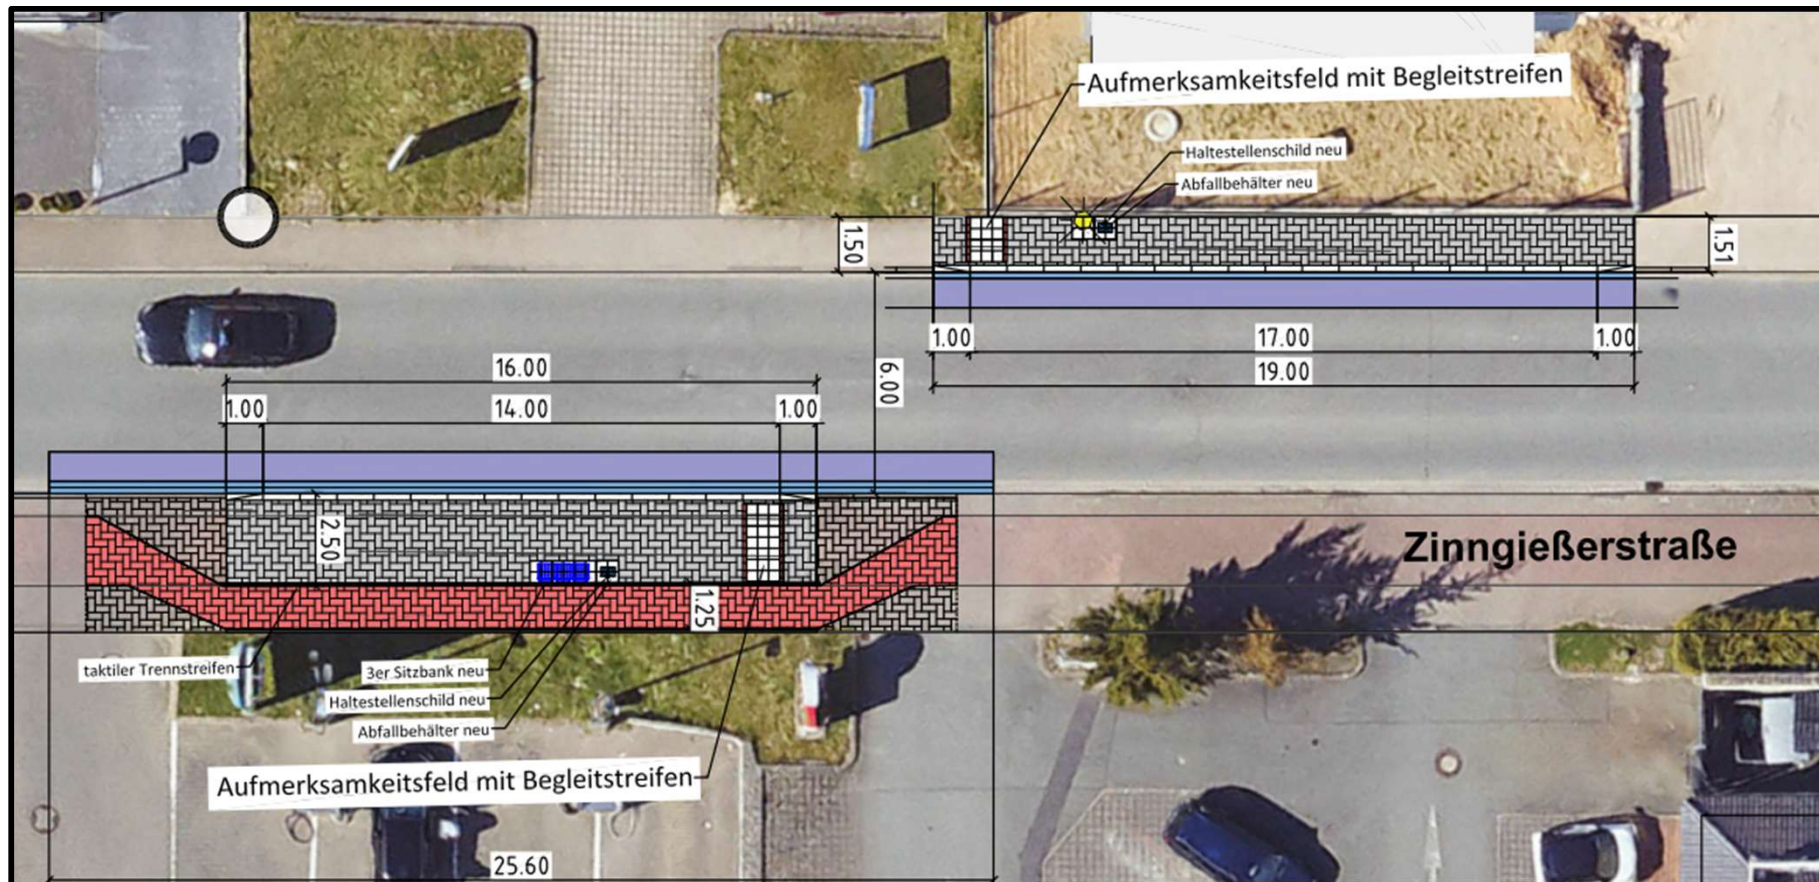 Aufmerksamkeitsfeld mit Begleitstreifen
Haltestellenschild neu
Abfallbehälter neu
1.50
1.51
1.00
17.00
1.00
19.00
6.00
16.00
1.00
14.00
1.00
2.50
1.25
Zinngießerstraße
taktiler Trennstreifen
3er Sitzbank neu
Haltestellenschild neu
Abfallbehälter neu
Aufmerksamkeitsfeld mit Begleitstreifen
25.60